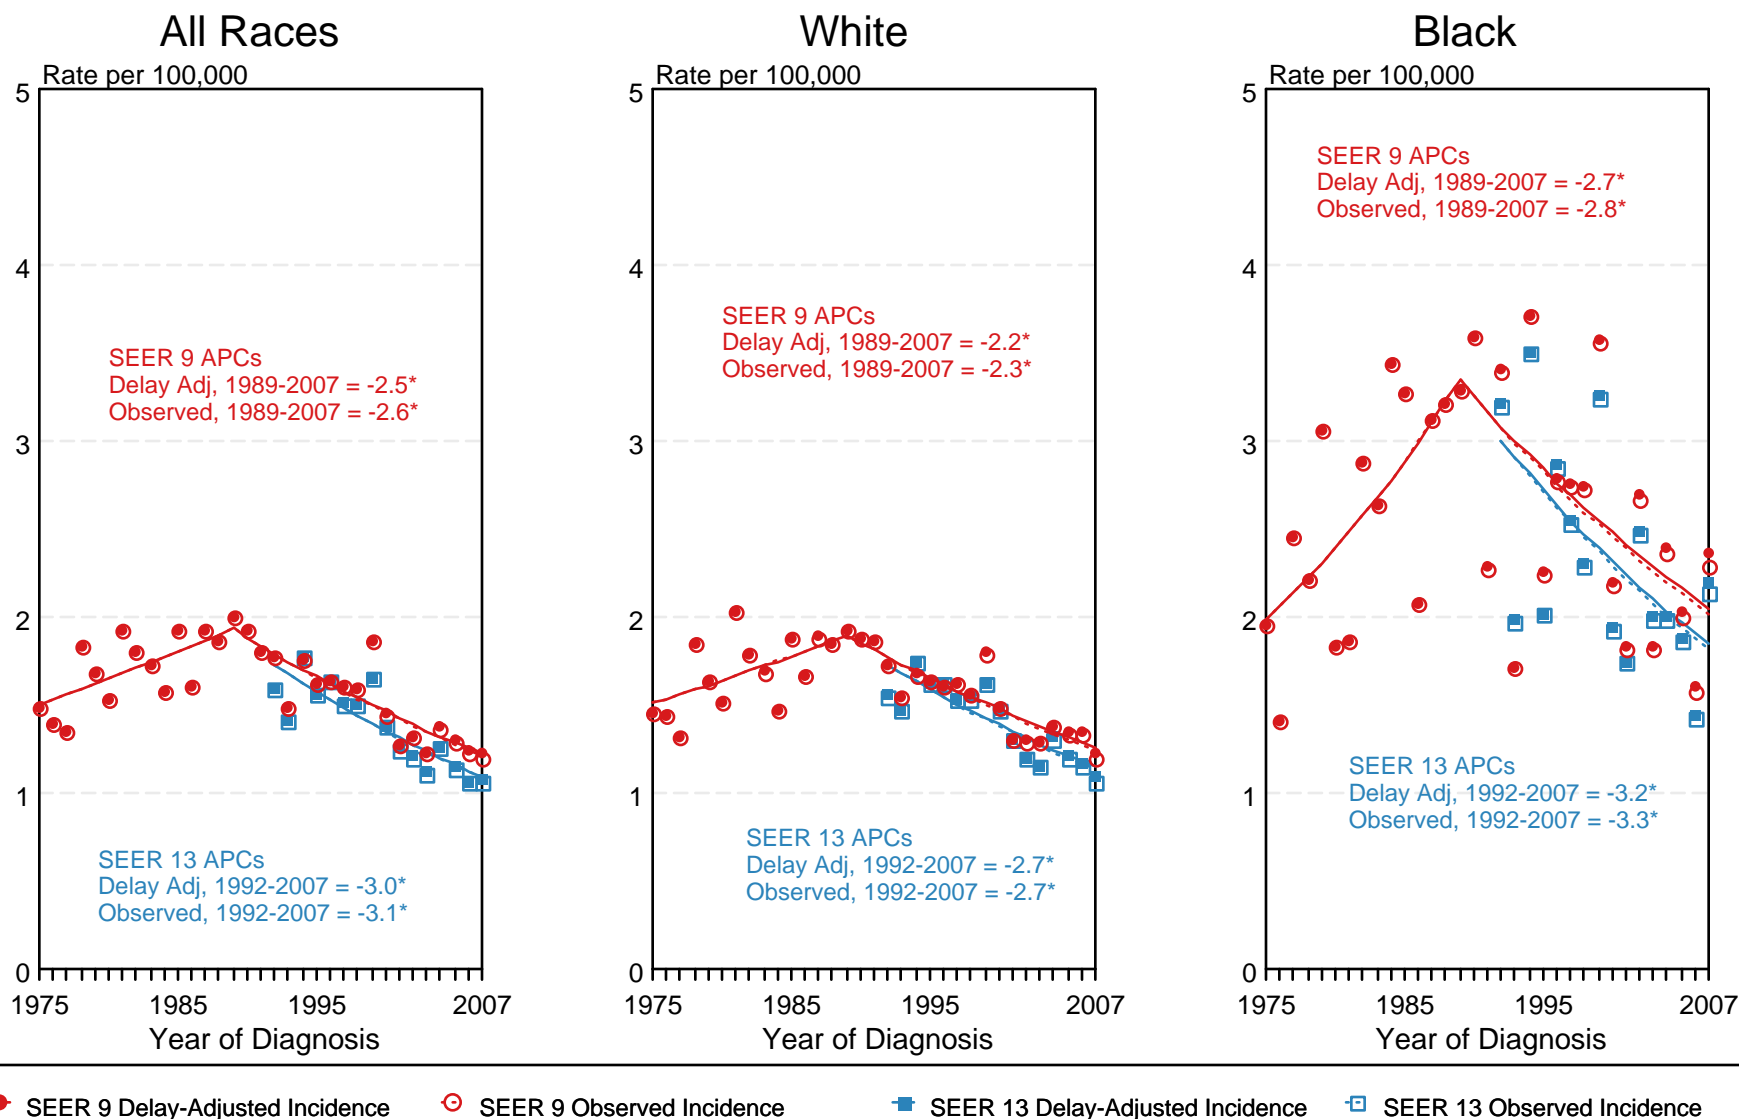 All Races
Rate per 100,000
5
4
3
2
1
0
SEER 9 APCs
Delay Adj, 1989-2007 = -2.5*
Observed, 1989-2007 = -2.6*
SEER 13 APCs
Delay Adj, 1992-2007 = -3.0*
Observed, 1992-2007 = -3.1*
1975 1985 1995 2007
Year of Diagnosis
White
Rate per 100,000
5
4
3
2
1
0
SEER 9 APCs
Delay Adj, 1989-2007 = -2.2*
Observed, 1989-2007 = -2.3*
SEER 13 APCs
Delay Adj, 1992-2007 = -2.7*
Observed, 1992-2007 = -2.7*
1975 1985 1995 2007
Year of Diagnosis
Black
Rate per 100,000
5
4
3
2
1
0
SEER 9 APCs
Delay Adj, 1989-2007 = -2.7*
Observed, 1989-2007 = -2.8*
SEER 13 APCs
Delay Adj, 1992-2007 = -3.2*
Observed, 1992-2007 = -3.3*
1975 1985 1995 2007
Year of Diagnosis
SEER 9 Delay-Adjusted Incidence SEER 9 Observed Incidence SEER 13 Delay-Adjusted Incidence SEER 13 Observed Incidence